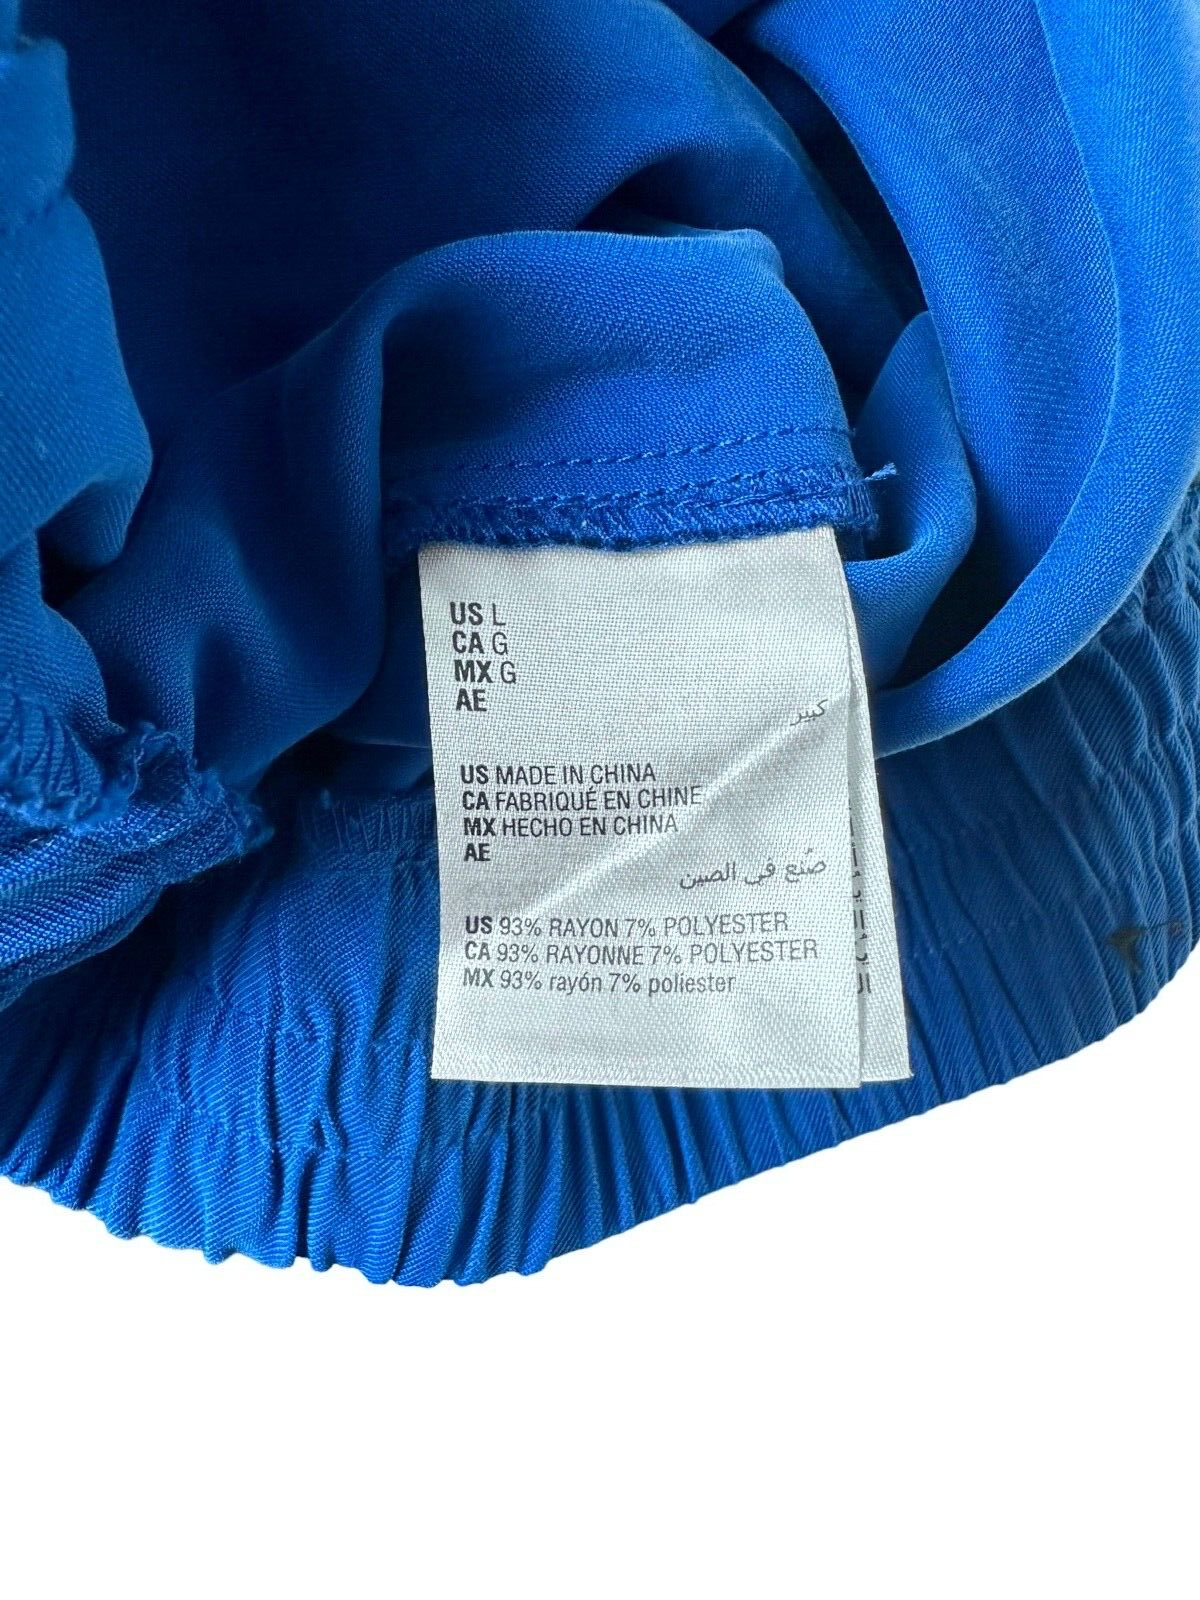 US L
CA G
MX G
AE
كبير
US MADE IN CHINA
CA FABRIQUÉ EN CHINE
MX HECHO EN CHINA
AE
صُنع في الصين
US 93% RAYON 7% POLYESTER
CA 93% RAYONNE 7% POLYESTER
MX 93% rayón 7% poliester